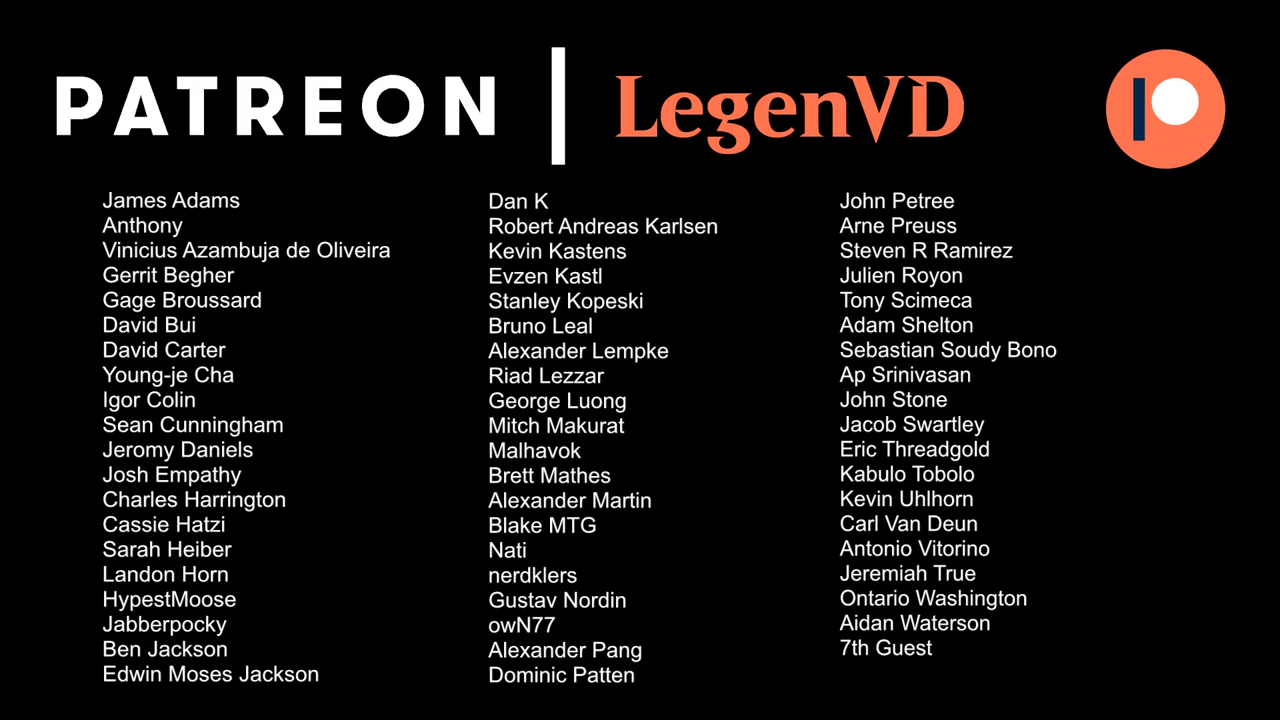 PATREON | LegenVD
James Adams
Anthony
Vinicius Azambuja de Oliveira
Gerrit Begher
Gage Broussard
David Bui
David Carter
Young-je Cha
Igor Colin
Sean Cunningham
Jeromy Daniels
Josh Empathy
Charles Harrington
Cassie Hatzi
Sarah Heiber
Landon Horn
HypestMoose
Jabberpocky
Ben Jackson
Edwin Moses Jackson
Dan K
Robert Andreas Karlsen
Kevin Kastens
Evzen Kastl
Stanley Kopeski
Bruno Leal
Alexander Lempke
Riad Lezzar
George Luong
Mitch Makurat
Malhavok
Brett Mathes
Alexander Martin
Blake MTG
Nati
nerdklers
Gustav Nordin
owN77
Alexander Pang
Dominic Patten
John Petree
Arne Preuss
Steven R Ramirez
Julien Royon
Tony Scimeca
Adam Shelton
Sebastian Soudy Bono
Ap Srinivasan
John Stone
Jacob Swartley
Eric Threadgold
Kabulo Tobolo
Kevin Uhlhorn
Carl Van Deun
Antonio Vitorino
Jeremiah True
Ontario Washington
Aidan Waterson
7th Guest